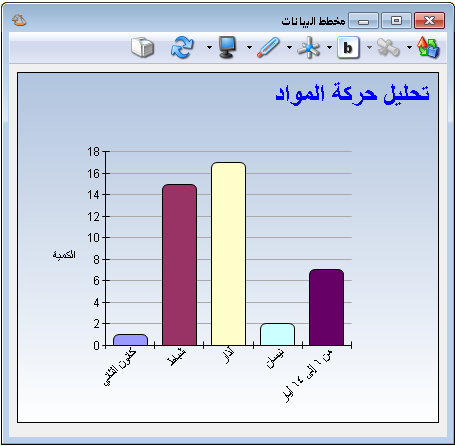 مخطط البيانات
b
تحليل حركة المواد
18
16
14
12
10
8
6
4
2
0
الكمية
كانون الثاني
شباط
آذار
نيسان
من ١ إلى ١٤ أيار